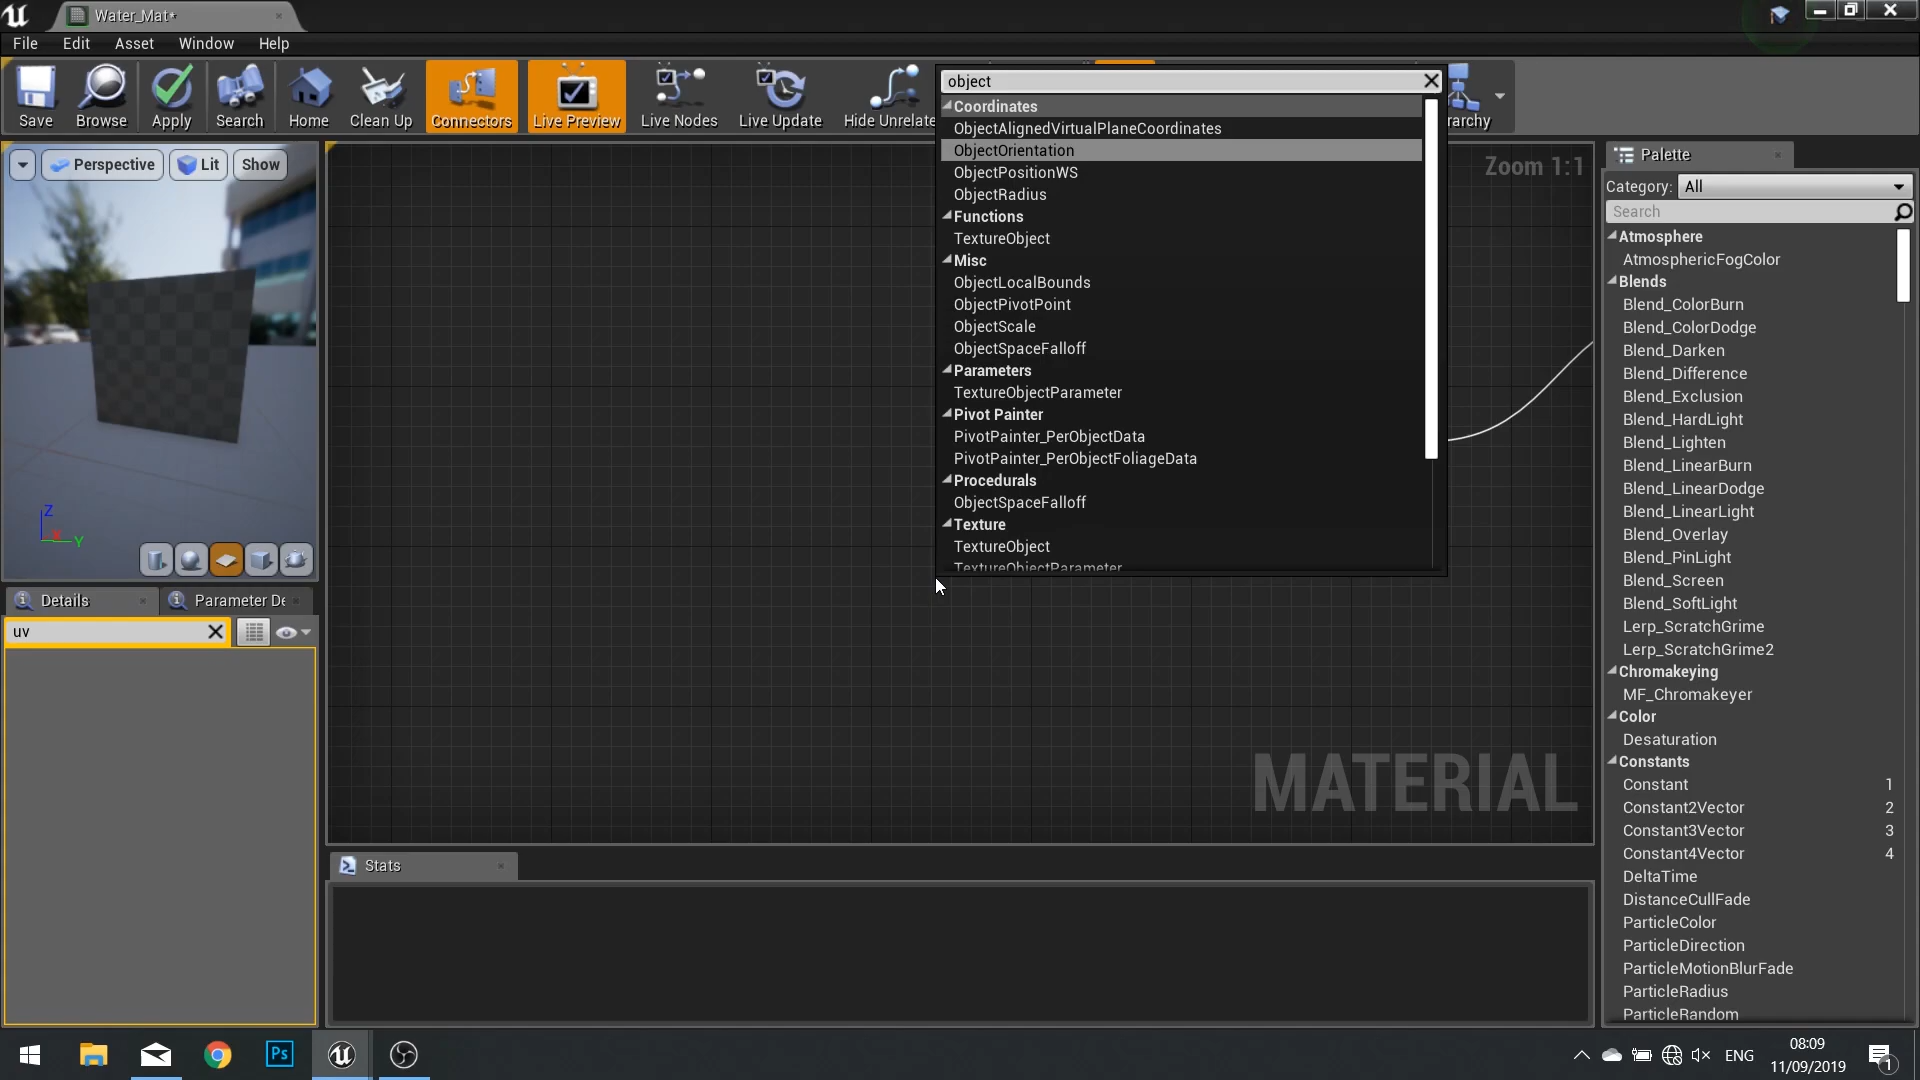 Water_Mat*
File Edit Asset Window Help
Save Browse Apply Search Home Clean Up Connectors Live Preview Live Nodes Live Update Hide Unrelate rarchy
object
Coordinates
ObjectAlignedVirtualPlaneCoordinates
ObjectOrientation
ObjectPositionWS
ObjectRadius
Functions
TextureObject
Misc
ObjectLocalBounds
ObjectPivotPoint
ObjectScale
ObjectSpaceFalloff
Parameters
TextureObjectParameter
Pivot Painter
PivotPainter_PerObjectData
PivotPainter_PerObjectFoliageData
Procedurals
ObjectSpaceFalloff
Texture
TextureObject
TextureObjectParameter
Perspective Lit Show
Z
X
Y
Zoom 1:1
MATERIAL
Details Parameter De
uv
Stats
Palette
Category: All
Search
Atmosphere
AtmosphericFogColor
Blends
Blend_ColorBurn
Blend_ColorDodge
Blend_Darken
Blend_Difference
Blend_Exclusion
Blend_HardLight
Blend_Lighten
Blend_LinearBurn
Blend_LinearDodge
Blend_LinearLight
Blend_Overlay
Blend_PinLight
Blend_Screen
Blend_SoftLight
Lerp_ScratchGrime
Lerp_ScratchGrime2
Chromakeying
MF_Chromakeyer
Color
Desaturation
Constants
Constant 1
Constant2Vector 2
Constant3Vector 3
Constant4Vector 4
DeltaTime
DistanceCullFade
ParticleColor
ParticleDirection
ParticleMotionBlurFade
ParticleRadius
ParticleRandom
Ps
ENG
08:09
11/09/2019
1